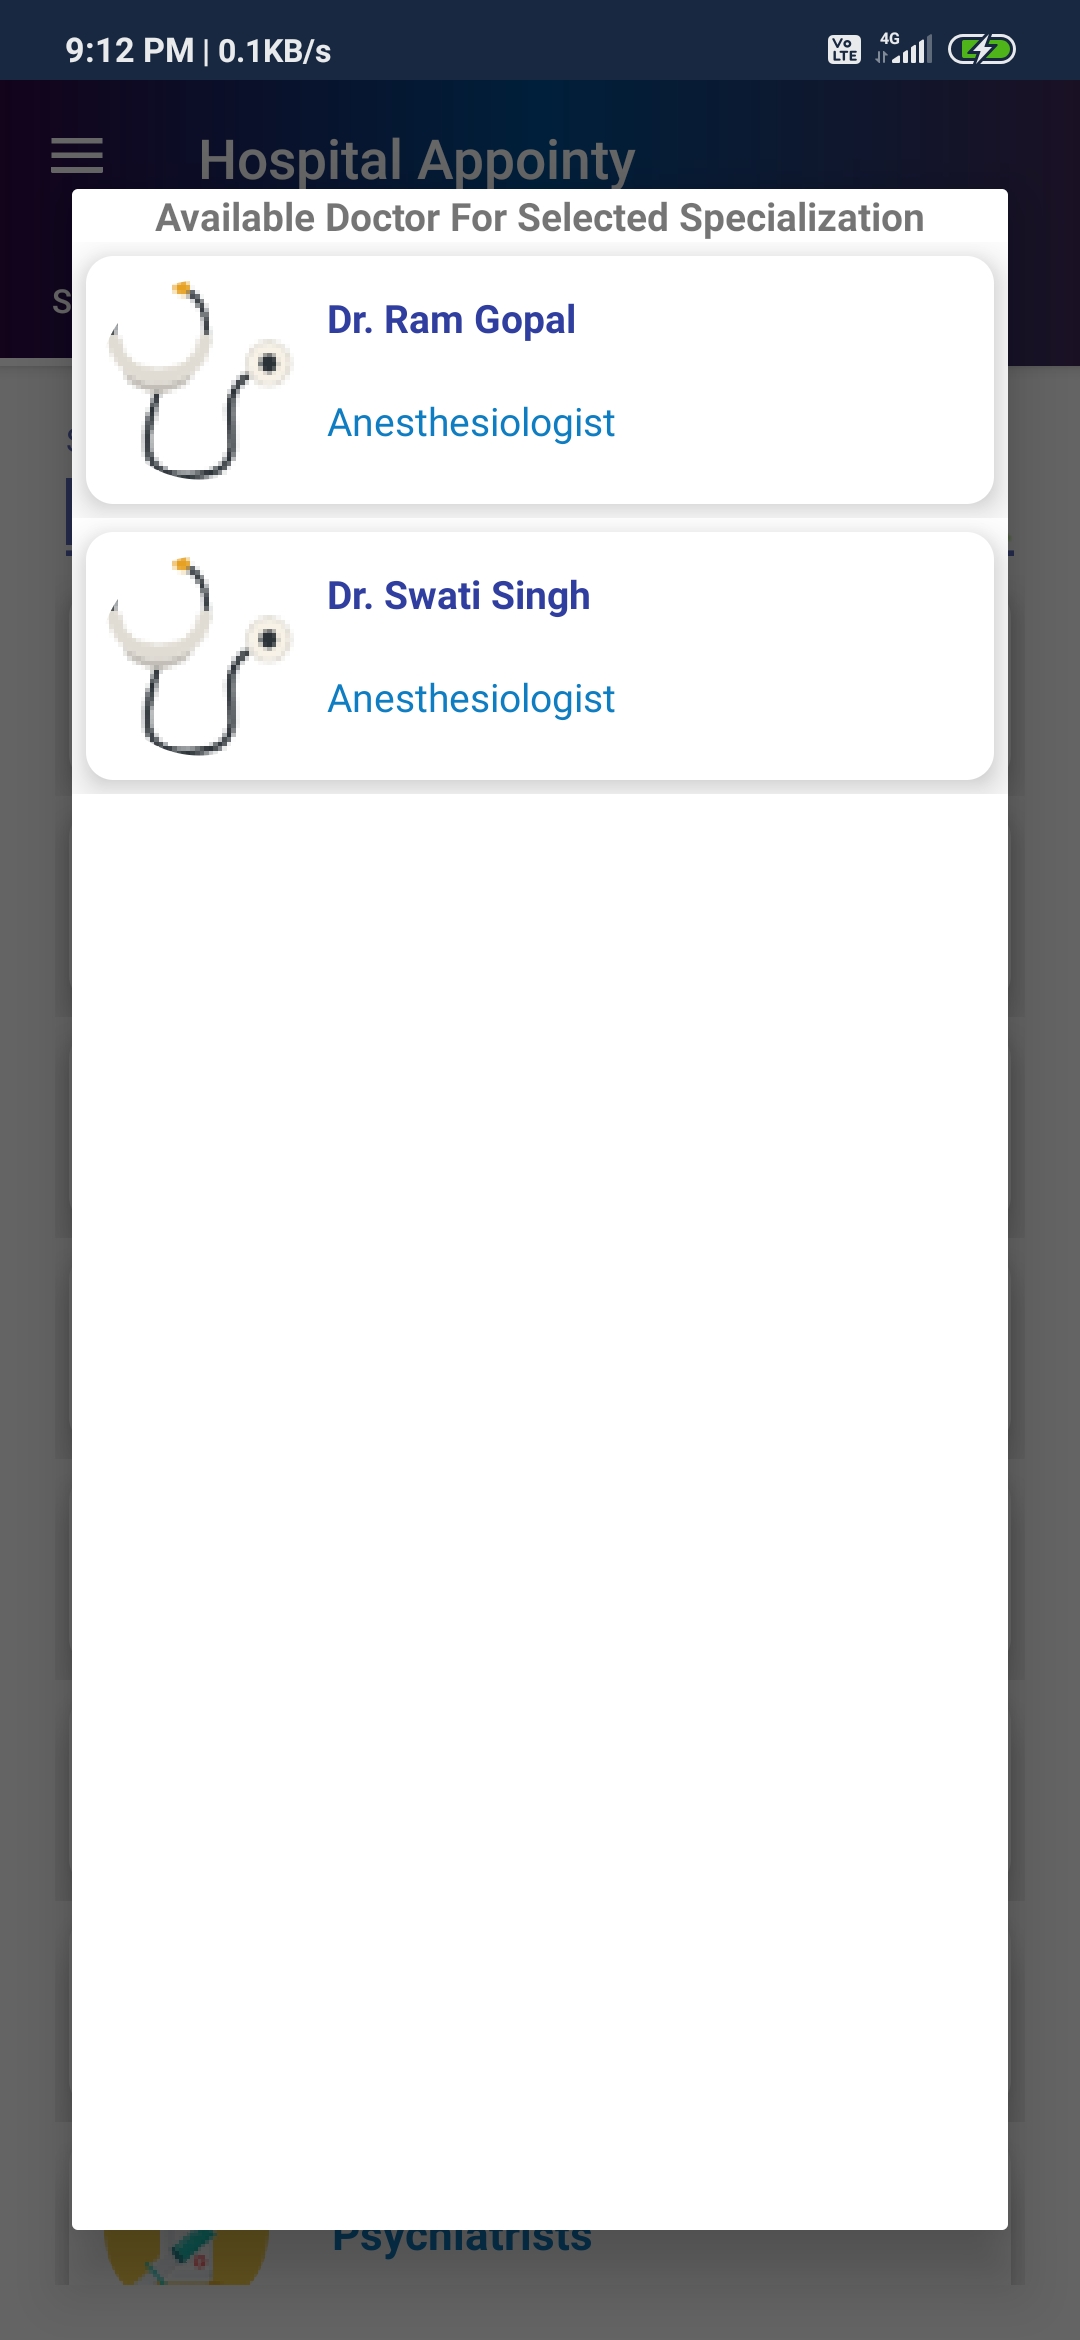 9:12 PM | 0.1KB/s
Vo LTE 4G
Hospital Appointy
Available Doctor For Selected Specialization
S
Dr. Ram Gopal
Anesthesiologist
Dr. Swati Singh
Anesthesiologist
Psychiatrists